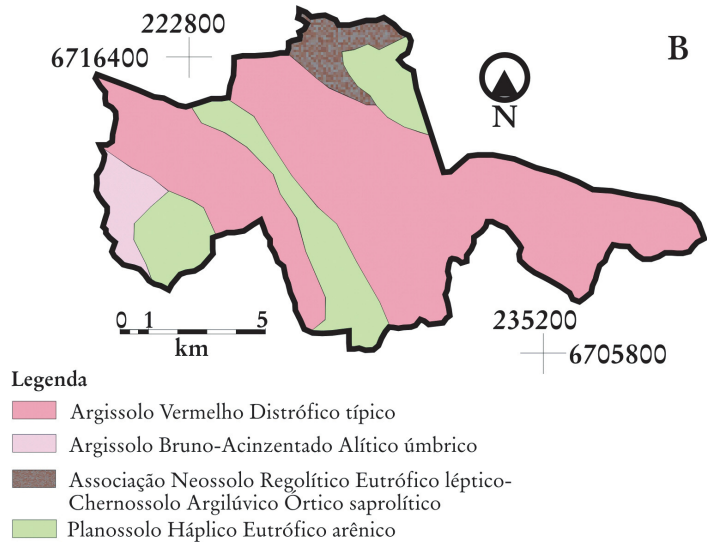 222800
6716400
B
N
0 1 5
km
235200
6705800
Legenda
Argissolo Vermelho Distrófico típico
Argissolo Bruno-Acinzentado Alítico úmbrico
Associação Neossolo Regolítico Eutrófico léptico-
Chernossolo Argilúvico Órtico saprolítico
Planossolo Háplico Eutrófico arênico